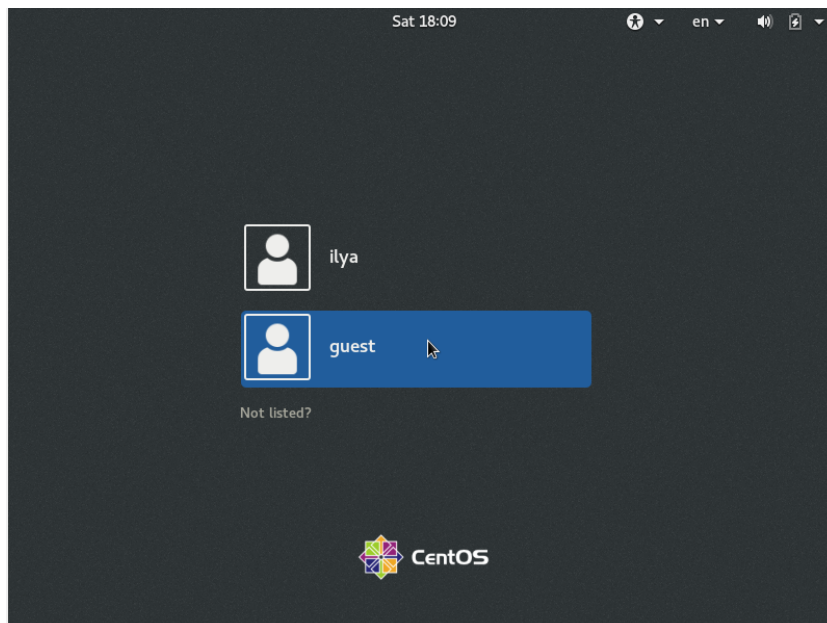 Sat 18:09
en
ilya
guest
Not listed?
CentOS